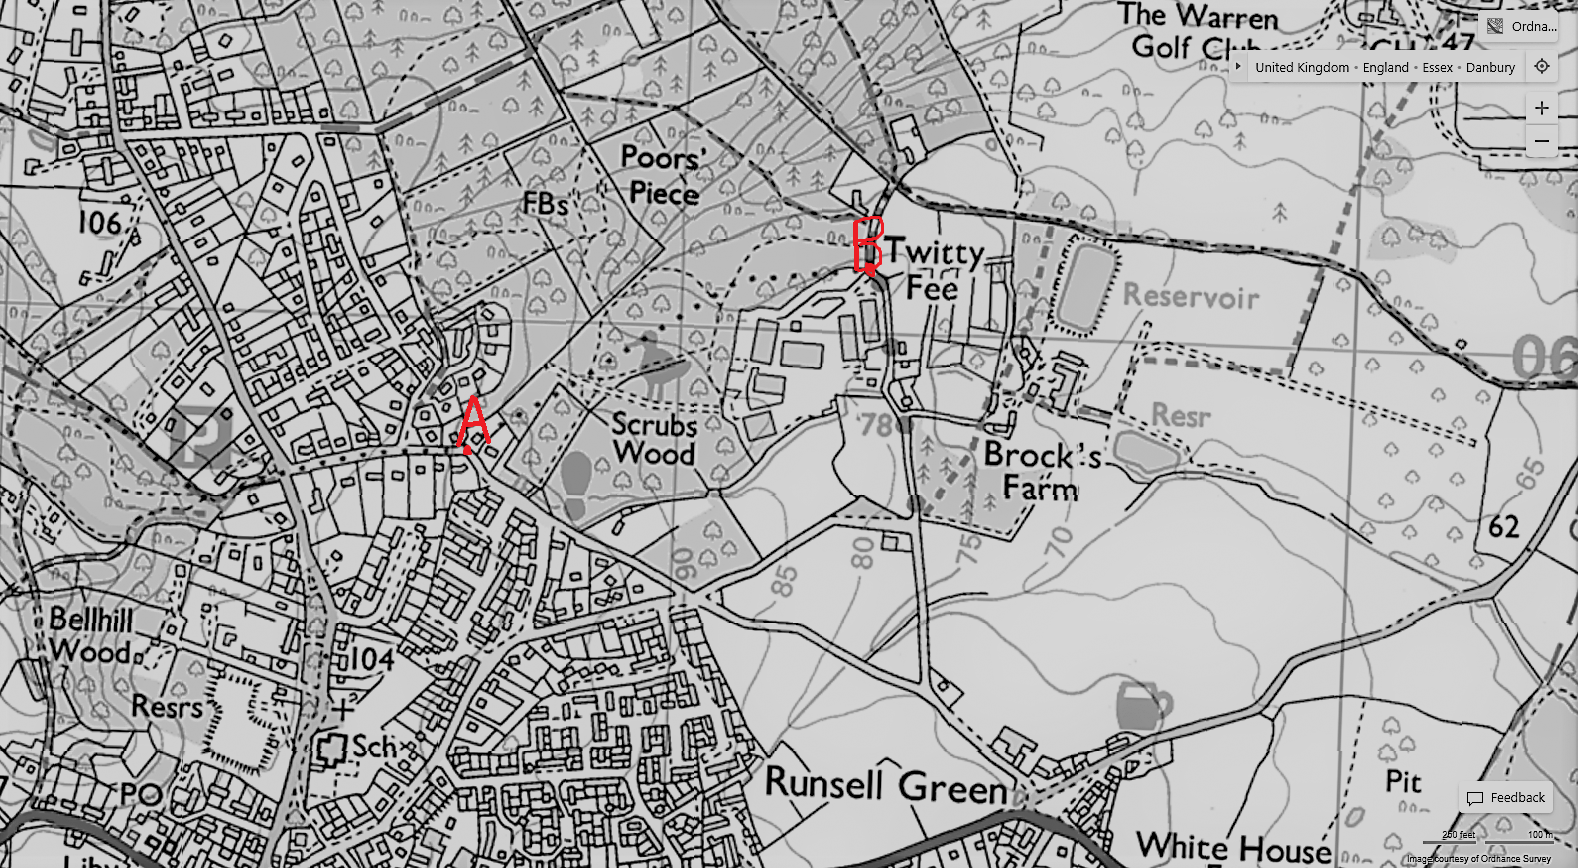 The Warren
Golf Club
47
Ordna...
United Kingdom • England • Essex • Danbury
Poors'
Piece
FBs
106
B
Twitty
Fee
Reservoir
06
P
A
Scrubs
Wood
78
Resr
Brock's
Farm
65
62
90
85
80
75
70
Bellhill
Wood
104
Resrs
Sch
PO
Runsell Green
Pit
Feedback
White House
250 feet
100 m
Image courtesy of Ordnance Survey